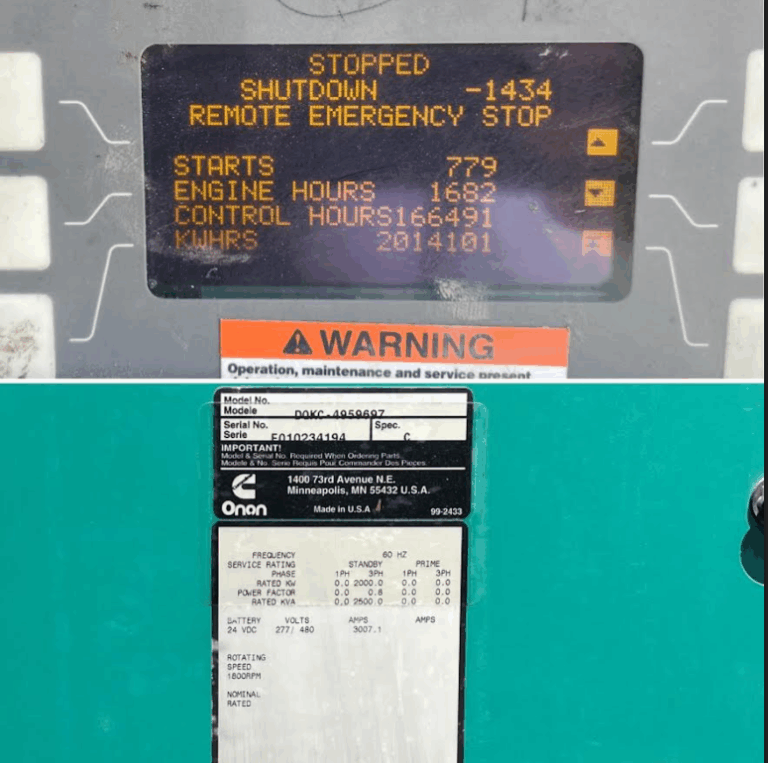 STOPPED
SHUTDOWN -1434
REMOTE EMERGENCY STOP
STARTS 779
ENGINE HOURS 1682
CONTROL HOURS166491
KWHRS 2014101
WARNING
Operation, maintenance and service present
Model No.
Modele DQKC-4959697
Serial No. Spec.
Serie F010234194 C
IMPORTANT!
Model & Serial No. Required When Ordering Parts.
Modele & No. Serie Requis Pour Commander Des Pieces.
1400 73rd Avenue N.E.
Minneapolis, MN 55432 U.S.A.
Onan Made in U.S.A 99-2433
FREQUENCY 60 HZ
SERVICE RATING STANDBY PRIME
PHASE 1PH 3PH 1PH 3PH
RATED KW 0.0 2000.0 0.0 0.0
POWER FACTOR 0.0 0.8 0.0 0.0
RATED KVA 0.0 2500.0 0.0 0.0
BATTERY VOLTS AMPS AMPS
24 VDC 277/ 480 3007.1
ROTATING
SPEED
1800RPM
NOMINAL
RATED